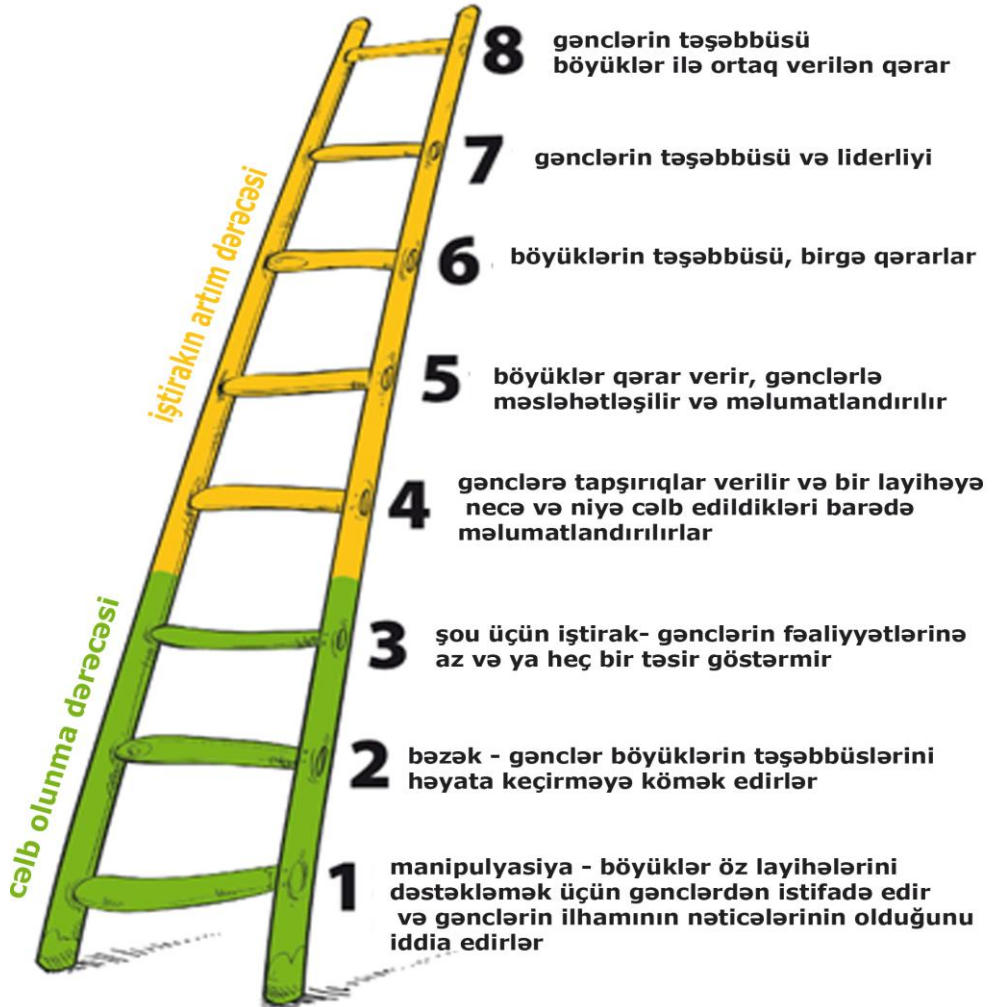 8 gənclərin təşəbbüsü
böyüklər ilə ortaq verilən qərar
7 gənclərin təşəbbüsü və liderliyi
6 böyüklərin təşəbbüsü, birgə qərarlar
5 böyüklər qərar verir, gənclərlə
məsləhətləşilir və məlumatlandırılır
4 gənclərə tapşırıqlar verilir və bir layihəyə
necə və niyə cəlb edildikləri barədə
məlumatlandırılırlar
3 şou üçün iştirak- gənclərin fəaliyyətlərinə
az və ya heç bir təsir göstərmir
2 bəzək - gənclər böyüklərin təşəbbüslərini
həyata keçirməyə kömək edirlər
1 manipulyasiya - böyüklər öz layihələrini
dəstəkləmək üçün gənclərdən istifadə edir
və gənclərin ilhamının nəticələrinin olduğunu
iddia edirlər
iştirakın artım dərəcəsi
cəlb olunma dərəcəsi